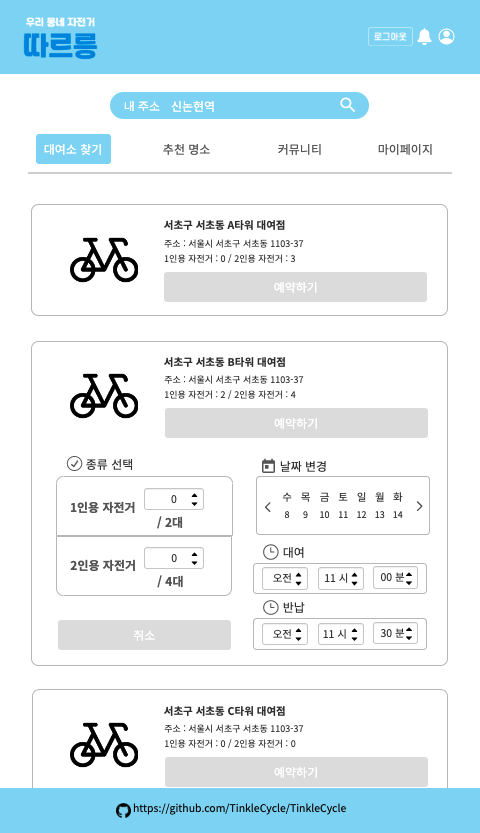 우리 동네 자전거
따르릉
로그아웃
내 주소 신논현역
대여소 찾기
추천 명소
커뮤니티
마이페이지
서초구 서초동 A타워 대여점
주소 : 서울시 서초구 서초동 1103-37
1인용 자전거 : 0 / 2인용 자전거 : 3
예약하기
서초구 서초동 B타워 대여점
주소 : 서울시 서초구 서초동 1103-37
1인용 자전거 : 2 / 2인용 자전거 : 4
예약하기
종류 선택
1인용 자전거 0
/ 2대
2인용 자전거 0
/ 4대
취소
날짜 변경
수 목 금 토 일 월 화
8 9 10 11 12 13 14
대여
오전 11 시 00 분
반납
오전 11 시 30 분
서초구 서초동 C타워 대여점
주소 : 서울시 서초구 서초동 1103-37
1인용 자전거 : 0 / 2인용 자전거 : 0
예약하기
https://github.com/TinkleCycle/TinkleCycle